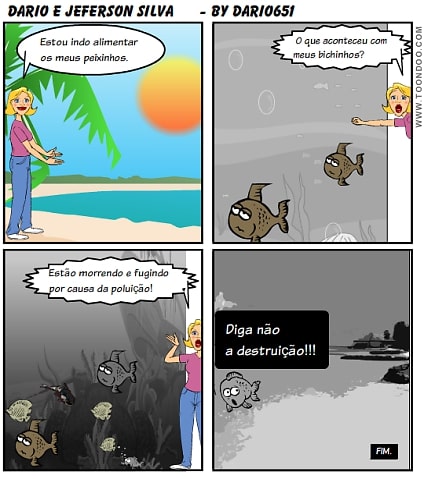 DARIO E JEFERSON SILVA - BY DARIO651
Estou indo alimentar
os meus peixinhos.
O que aconteceu com
meus bichinhos?
WWW.TOONDOO.COM
Estão morrendo e fugindo
por causa da poluição!
Diga não
a destruição!!!
FIM.